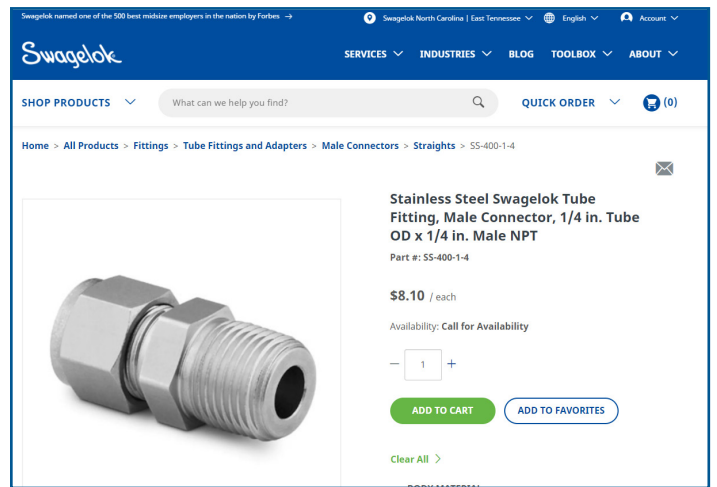 Swagelok named one of the 500 best midsize employers in the nation by Forbes →
Swagelok North Carolina | East Tennessee
English
Account
Swagelok
SERVICES
INDUSTRIES
BLOG
TOOLBOX
ABOUT
SHOP PRODUCTS
What can we help you find?
QUICK ORDER
(0)
Home > All Products > Fittings > Tube Fittings and Adapters > Male Connectors > Straights > SS-400-1-4
Stainless Steel Swagelok Tube
Fitting, Male Connector, 1/4 in. Tube
OD x 1/4 in. Male NPT
Part #: SS-400-1-4
$8.10 / each
Availability: Call for Availability
— 1 +
ADD TO CART
ADD TO FAVORITES
Clear All >
BODY MATERIAL